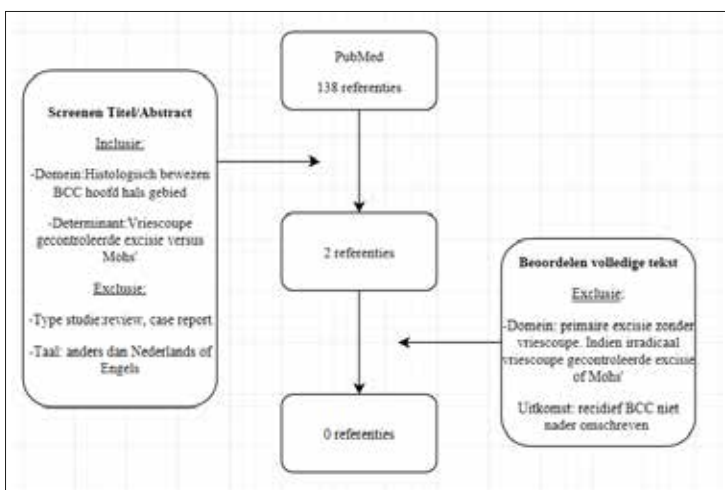 PubMed
138 referenties
Screenen Titel/Abstract
Inclusie:
-Domein:Histologisch bewezen
BCC hoofd hals gebied
-Determinant:Vriescoupe
gecontroleerde excisie versus
Mohs'
Exclusie:
-Type studie:review, case report
-Taal: anders dan Nederlands of
Engels
2 referenties
Beoordelen volledige tekst
Exclusie:
-Domein: primaire excisie zonder
vriescoupe. Indien irradicaal
vriescoupe gecontroleerde excisie
of Mohs'
Uitkomst: recidief BCC niet
nader omschreven
0 referenties